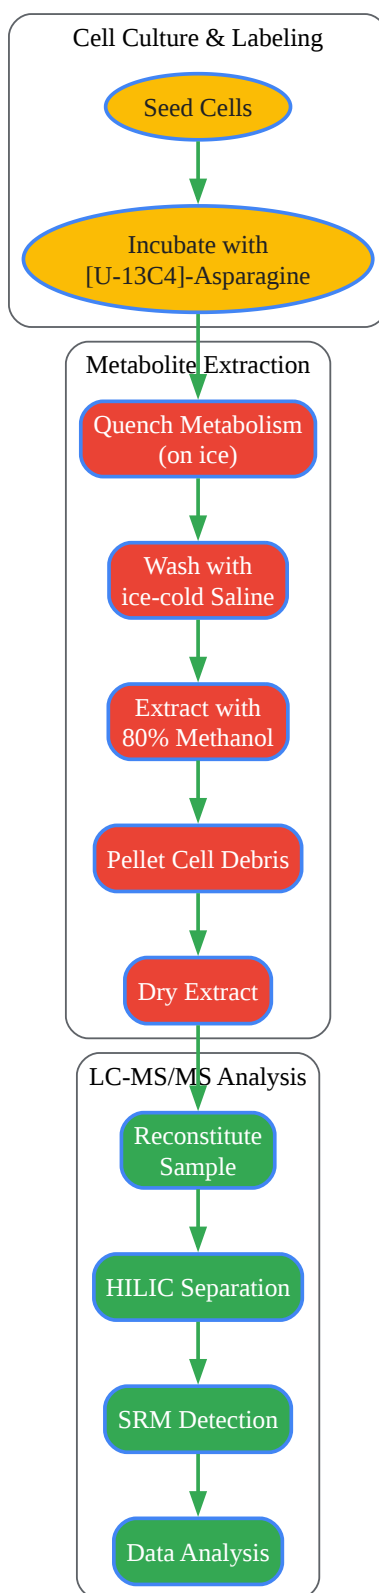 Cell Culture & Labeling
Seed Cells
Incubate with
[U-13C4]-Asparagine
Metabolite Extraction
Quench Metabolism
(on ice)
Wash with
ice-cold Saline
Extract with
80% Methanol
Pellet Cell Debris
Dry Extract
LC-MS/MS Analysis
Reconstitute
Sample
HILIC Separation
SRM Detection
Data Analysis